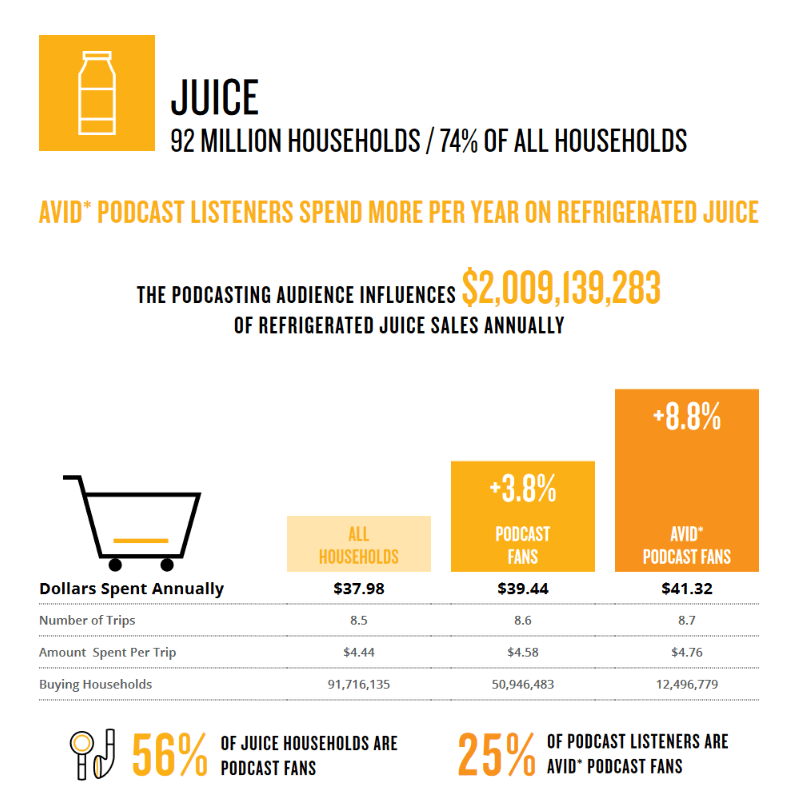 JUICE
92 MILLION HOUSEHOLDS / 74% OF ALL HOUSEHOLDS
AVID* PODCAST LISTENERS SPEND MORE PER YEAR ON REFRIGERATED JUICE
THE PODCASTING AUDIENCE INFLUENCES $2,009,139,283
OF REFRIGERATED JUICE SALES ANNUALLY
+8.8%
+3.8%
ALL
HOUSEHOLDS
PODCAST
FANS
AVID*
PODCAST FANS
Dollars Spent Annually $37.98 $39.44 $41.32
Number of Trips 8.5 8.6 8.7
Amount Spent Per Trip $4.44 $4.58 $4.76
Buying Households 91,716,135 50,946,483 12,496,779
56% OF JUICE HOUSEHOLDS ARE
PODCAST FANS
25% OF PODCAST LISTENERS ARE
AVID* PODCAST FANS